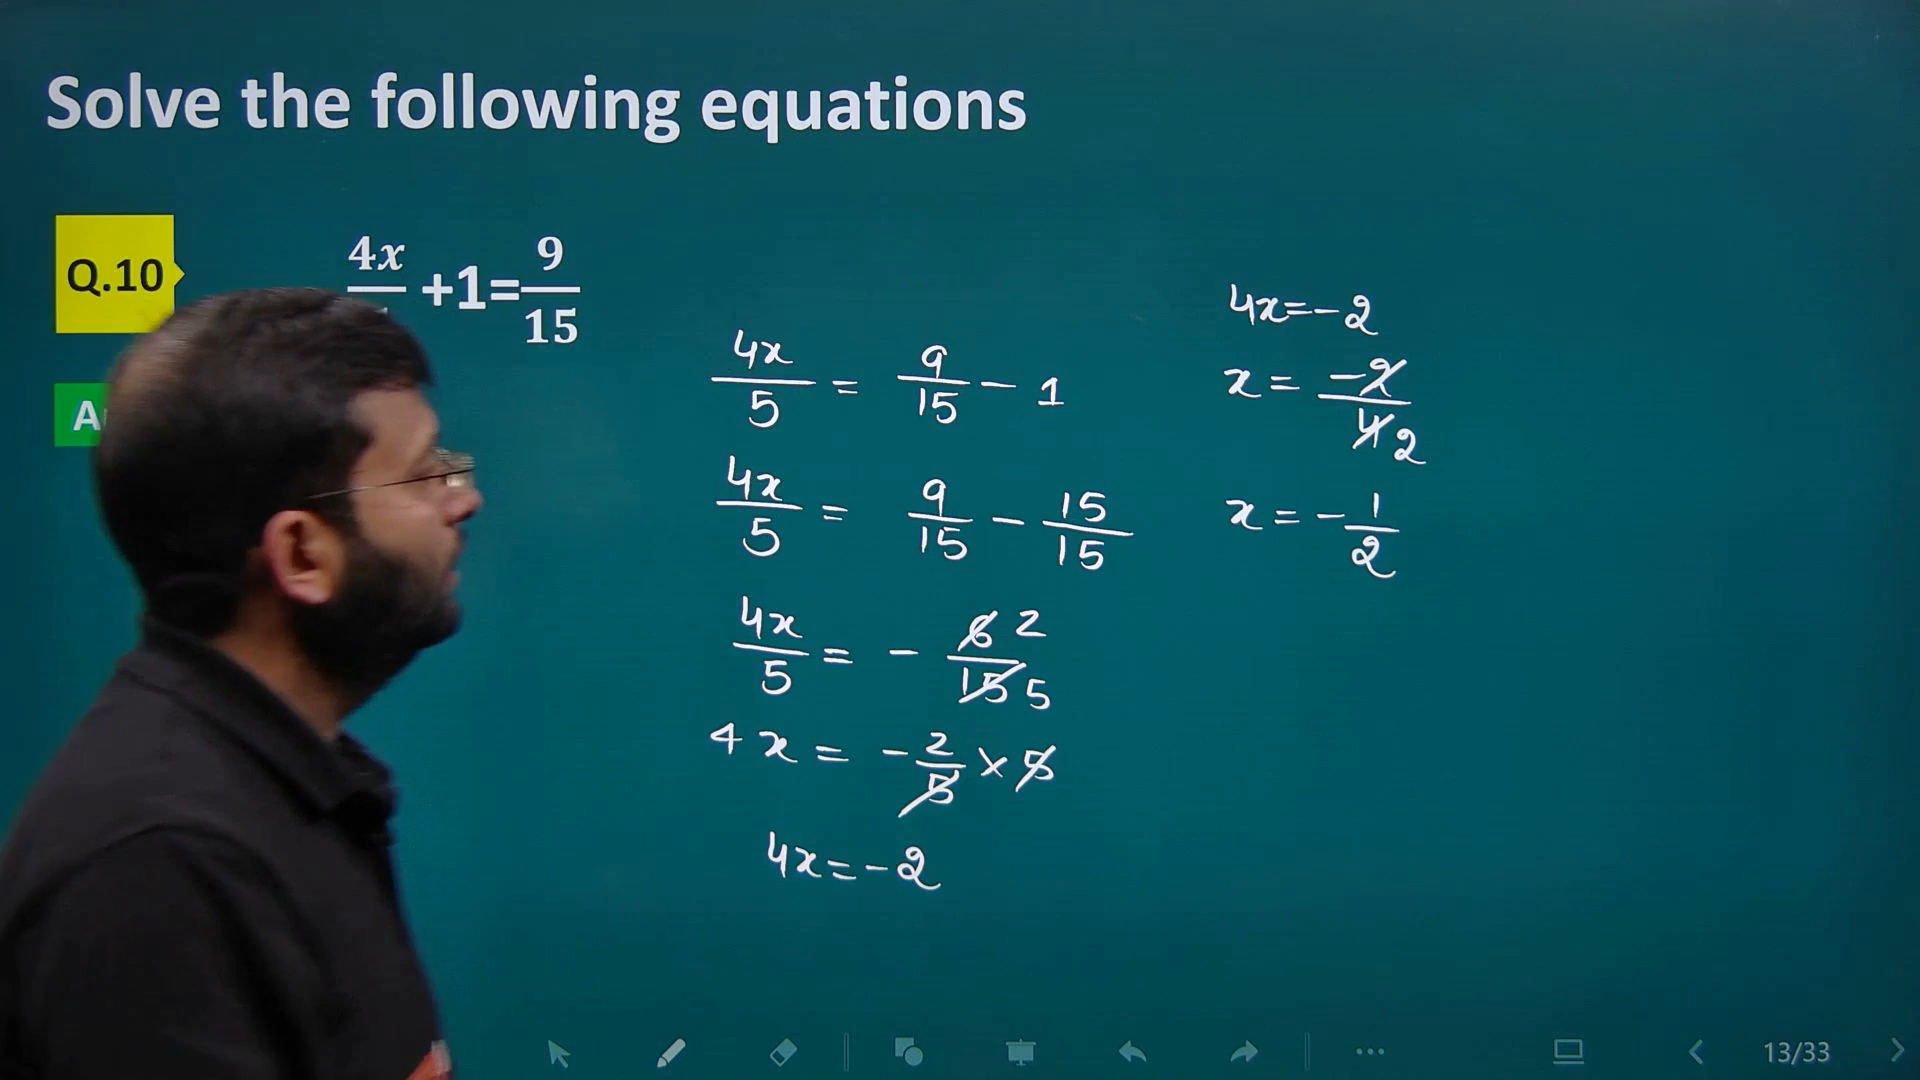 Solve the following equations
Q.10
4x/ +1=9/15
A
4x/5 = 9/15 - 1
4x/5 = 9/15 - 15/15
4x/5 = - 6/15 2/5
4x = -2/5 × 5
4x = -2
4x = -2
x = -2/4 2
x = -1/2
13/33